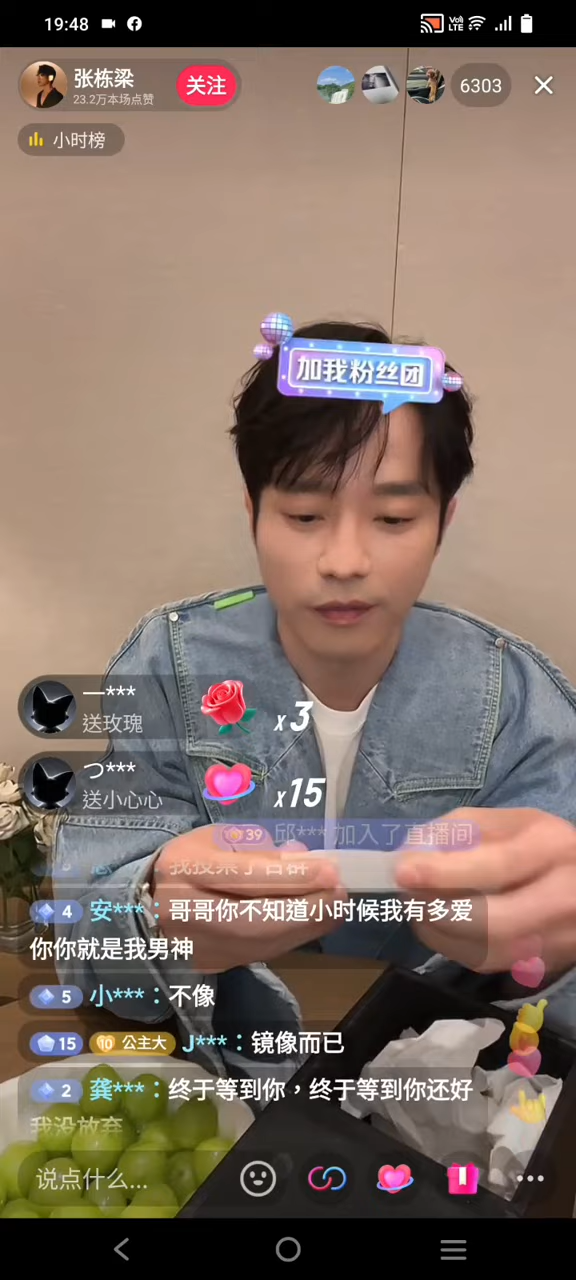 19:48
Vol)
LTE
张栋梁
23.2万本场点赞
关注
6303
小时榜
加我粉丝团
一***
送玫瑰
x3
つ***
送小心心
x15
39 邱*** 加入了直播间
4 安***：哥哥你不知道小时候我有多爱
你你就是我男神
5 小***：不像
15 10 公主大 J***：镜像而已
2 龚***：终于等到你，终于等到你还好
我没放弃
说点什么...